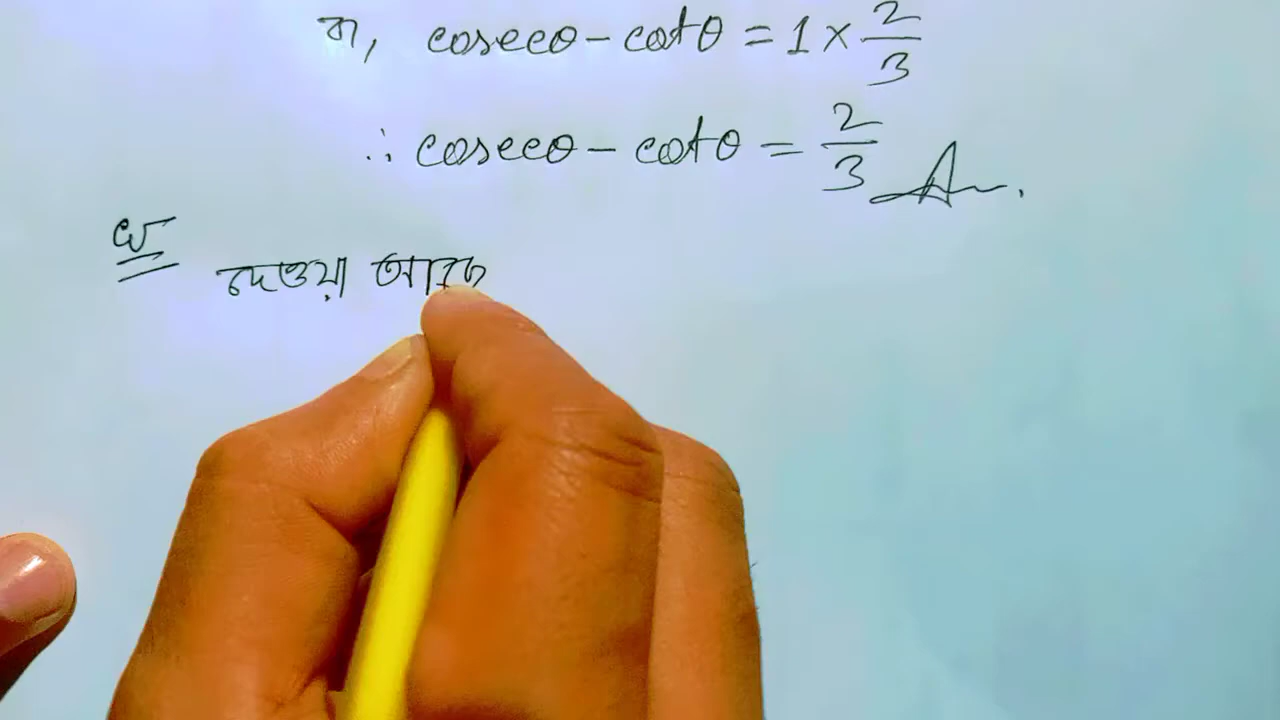 বা, cosecθ - cotθ = 1 × 2/3
∴ cosecθ - cotθ = 2/3 Ans.
দেওয়া আছে